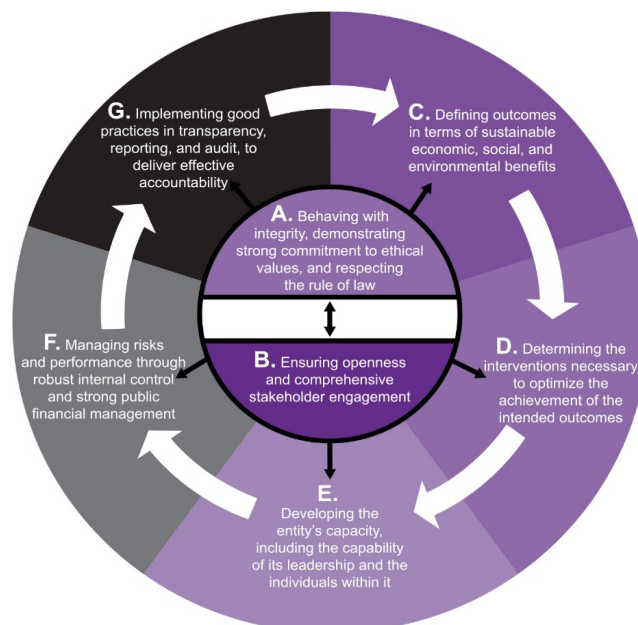 A. Behaving with
integrity, demonstrating
strong commitment to ethical
values, and respecting
the rule of law
B. Ensuring openness
and comprehensive
stakeholder engagement
C. Defining outcomes
in terms of sustainable
economic, social, and
environmental benefits
D. Determining the
interventions necessary
to optimize the
achievement of the
intended outcomes
E.
Developing the
entity’s capacity,
including the capability
of its leadership and the
individuals within it
F. Managing risks
and performance through
robust internal control
and strong public
financial management
G. Implementing good
practices in transparency,
reporting, and audit, to
deliver effective
accountability